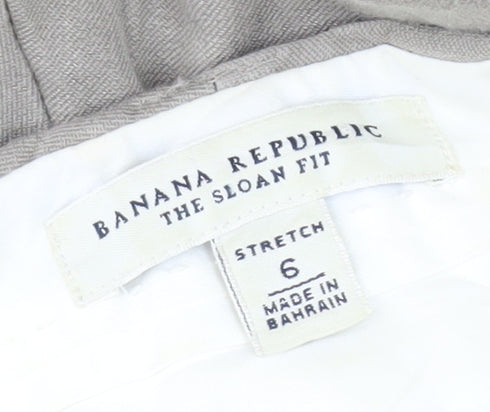 BANANA REPUBLIC
THE SLOAN FIT
STRETCH
6
MADE IN
BAHRAIN